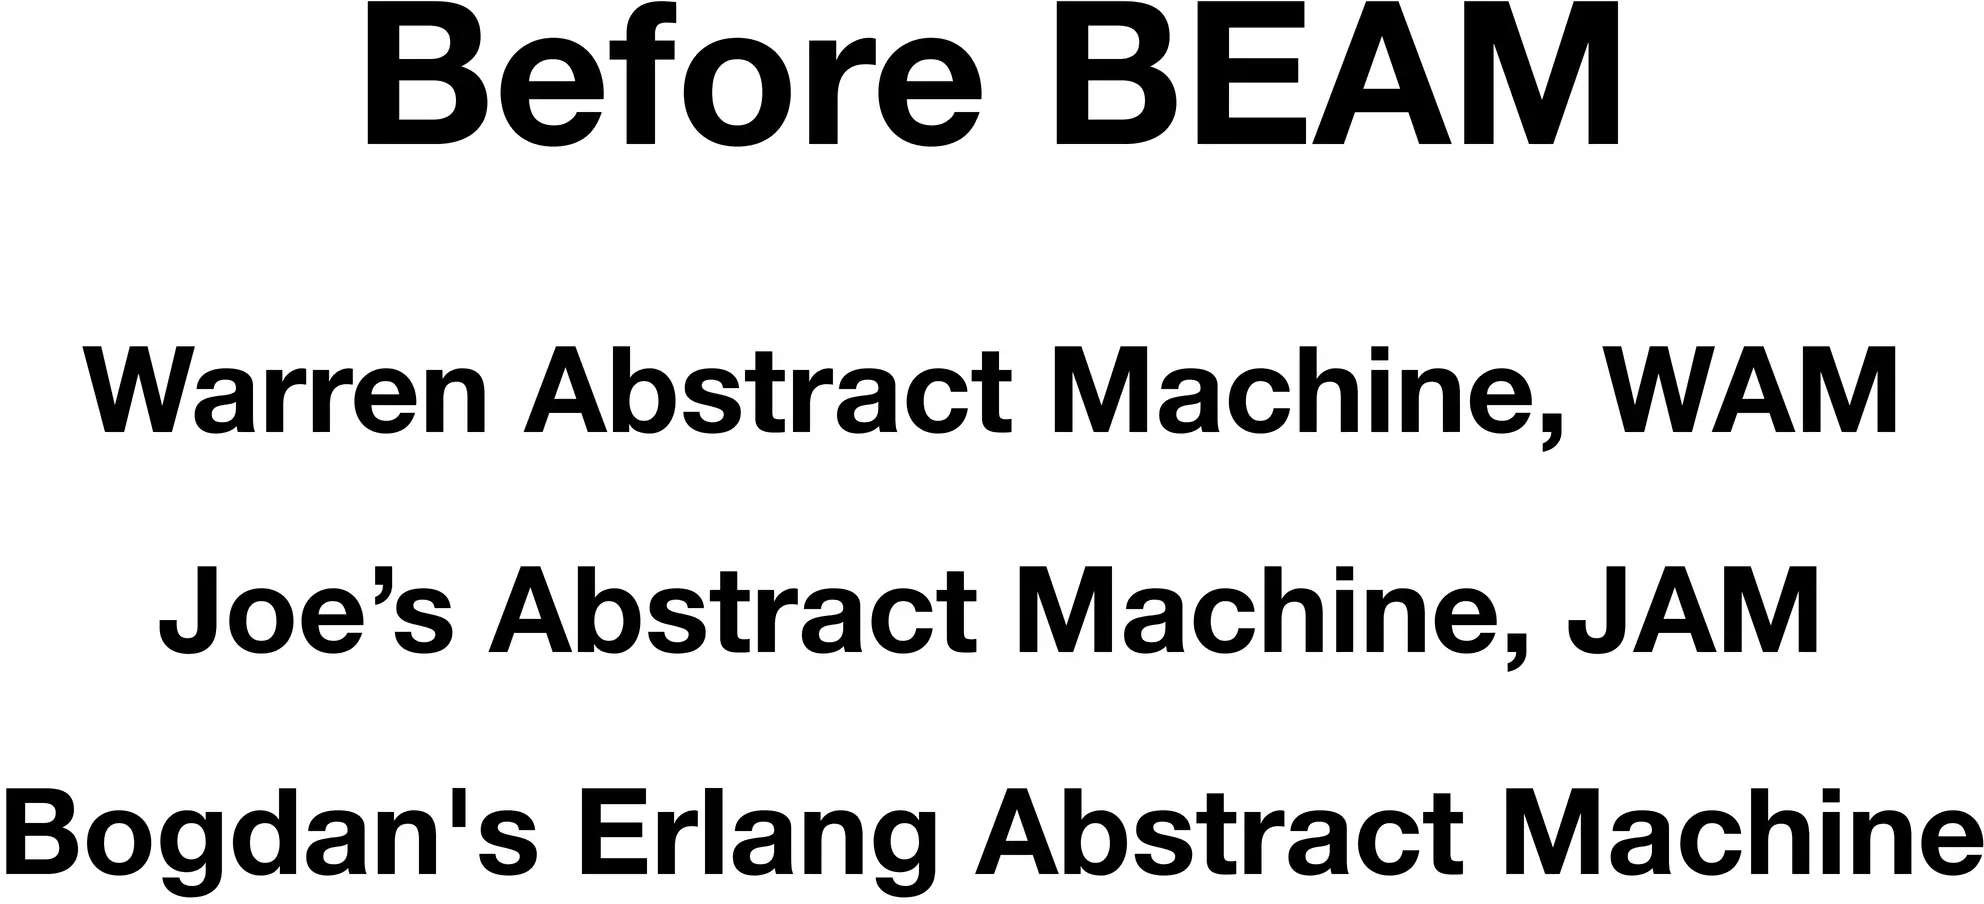 Before BEAM
Warren Abstract Machine, WAM
Joe’s Abstract Machine, JAM
Bogdan's Erlang Abstract Machine